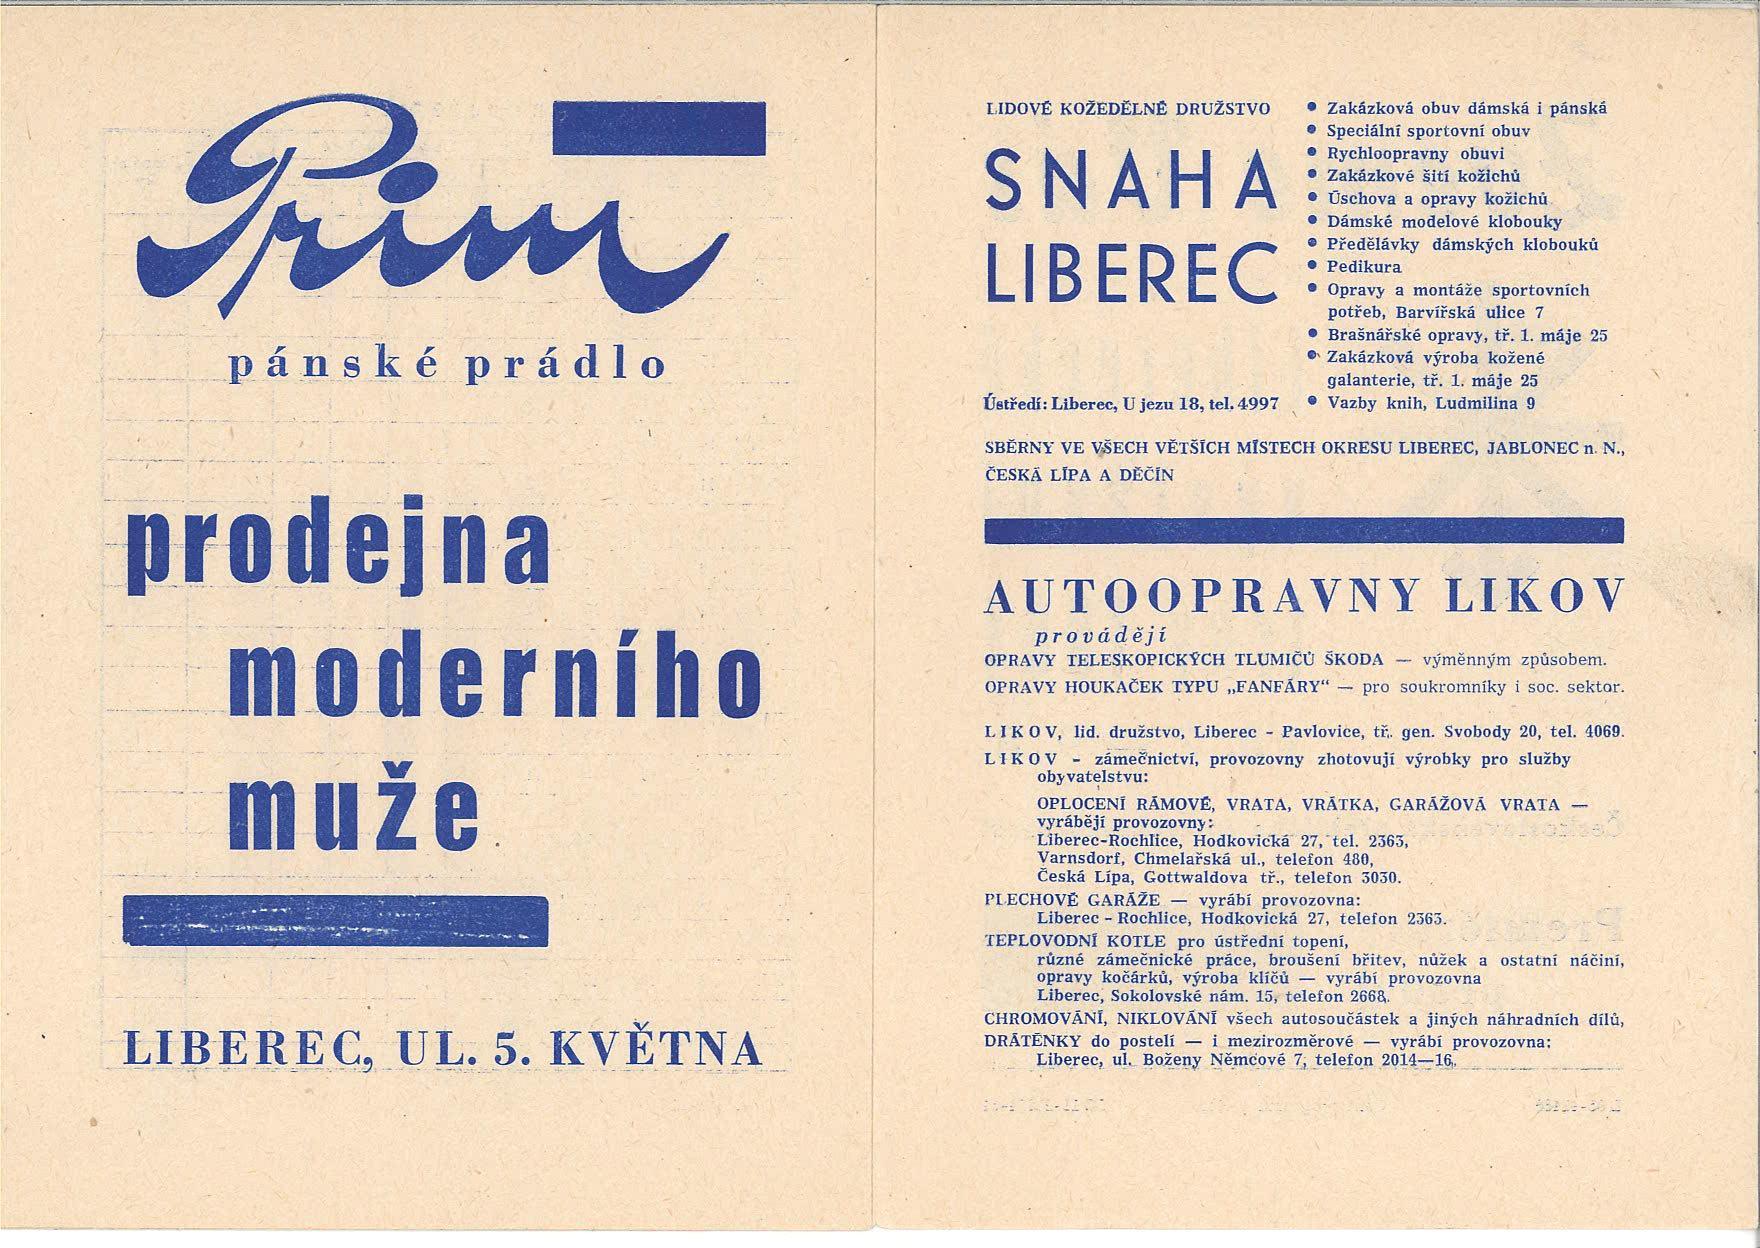 Prim
pánské prádlo
prodejna
moderního
muže
LIBEREC, UL. 5. KVĚTNA
LIDOVÉ KOŽEDĚLNÉ DRUŽSTVO
SNAHA
LIBEREC
Ústředí: Liberec, U jezu 18, tel. 4997
● Zakázková obuv dámská i pánská
● Speciální sportovní obuv
● Rychloopravny obuvi
● Zakázkové šití kožichů
● Úschova a opravy kožichů
● Dámské modelové klobouky
● Předělávky dámských klobouků
● Pedikura
● Opravy a montáže sportovních
potřeb, Barvířská ulice 7
● Brašnářské opravy, tř. 1. máje 25
● Zakázková výroba kožené
galanterie, tř. 1. máje 25
● Vazby knih, Ludmilina 9
SBĚRNY VE VŠECH VĚTŠÍCH MÍSTECH OKRESU LIBEREC, JABLONEC n. N.,
ČESKÁ LÍPA A DĚČÍN
AUTOOPRAVNY LIKOV
provádějí
OPRAVY TELESKOPICKÝCH TLUMIČŮ ŠKODA — výměnným způsobem.
OPRAVY HOUKAČEK TYPU „FANFÁRY“ — pro soukromníky i soc. sektor.
LIKOV, lid. družstvo, Liberec - Pavlovice, tř. gen. Svobody 20, tel. 4069.
LIKOV - zámečnictví, provozovny zhotovují výrobky pro služby
obyvatelstvu:
OPLOCENÍ RÁMOVÉ, VRATA, VRÁTKA, GARÁŽOVÁ VRATA —
vyrábějí provozovny:
Liberec-Rochlice, Hodkovická 27, tel. 2363,
Varnsdorf, Chmelařská ul., telefon 480,
Česká Lípa, Gottwaldova tř., telefon 3030.
PLECHOVÉ GARÁŽE — vyrábí provozovna:
Liberec - Rochlice, Hodkovická 27, telefon 2363.
TEPLOVODNÍ KOTLE pro ústřední topení,
různé zámečnické práce, broušení břitev, nůžek a ostatní náčiní,
opravy kočárků, výroba klíčů — vyrábí provozovna
Liberec, Sokolovské nám. 15, telefon 2668.
CHROMOVÁNÍ, NIKLOVÁNÍ všech autosoučástek a jiných náhradních dílů,
DRÁTĚNKY do postelí — i mezirozměrové — vyrábí provozovna:
Liberec, ul. Boženy Němcové 7, telefon 2014—16.